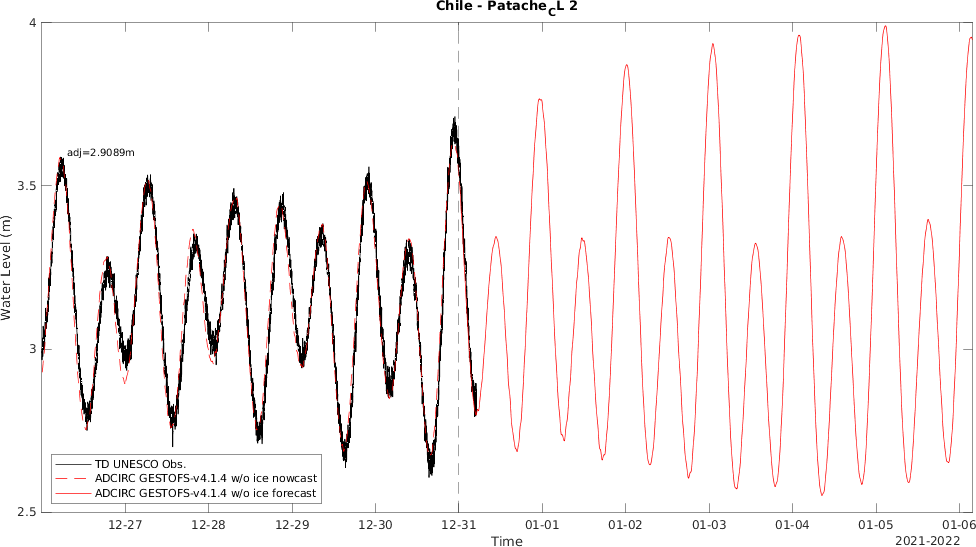 Chile - Patache_CL 2
4
adj=2.9089m
3.5
Water Level (m)
3
TD UNESCO Obs.
ADCIRC GESTOFS-v4.1.4 w/o ice nowcast
ADCIRC GESTOFS-v4.1.4 w/o ice forecast
2.5
12-27 12-28 12-29 12-30 12-31 01-01 01-02 01-03 01-04 01-05 01-06
Time
2021-2022